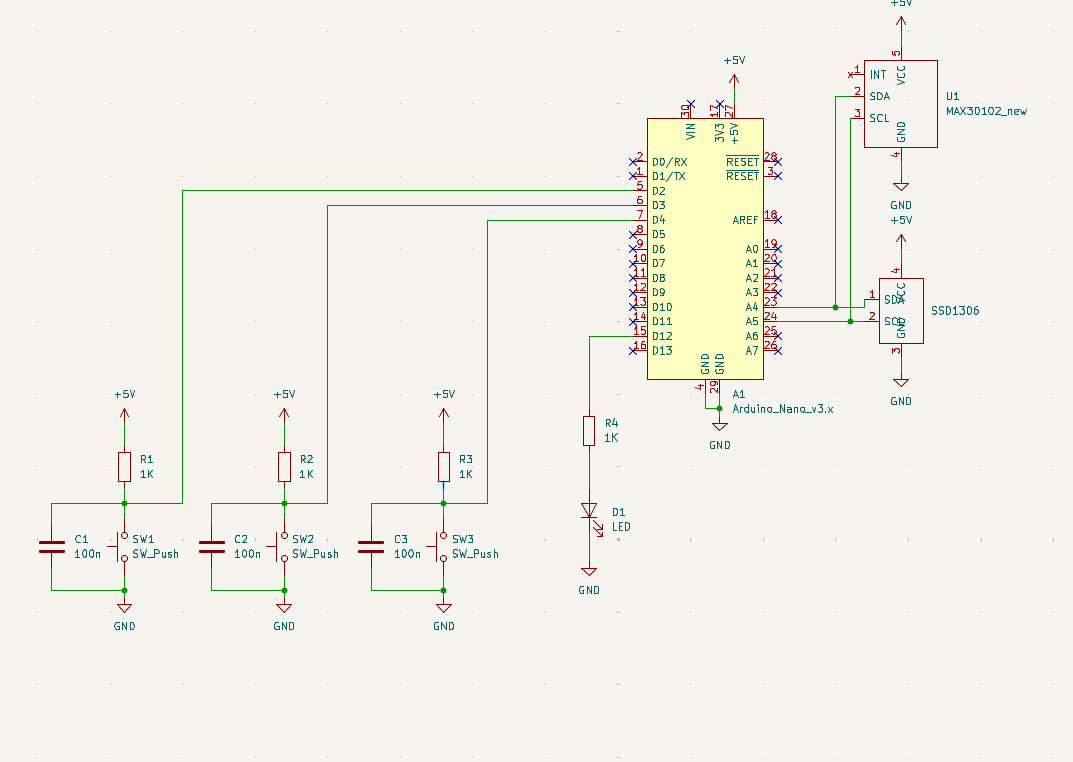 +5V
5
1 INT
VCC
2 SDA
3 SCL
GND
4
U1
MAX30102_new
GND
+5V
4
VCC
1 SDA
2 SCL
GND
3
SSD1306
GND
+5V
30 17 27
VIN 3V3 +5V
2 D0/RX
RESET 28
1 D1/TX
RESET 3
5 D2
6 D3
7 D4
AREF 18
8 D5
9 D6
A0 19
10 D7
A1 20
11 D8
A2 21
12 D9
A3 22
13 D10
A4 23
14 D11
A5 24
15 D12
A6 25
16 D13
A7 26
GND GND
4 29
A1
Arduino_Nano_v3.x
GND
+5V
R1
1K
C1
100n
SW1
SW_Push
GND
+5V
R2
1K
C2
100n
SW2
SW_Push
GND
+5V
R3
1K
C3
100n
SW3
SW_Push
GND
R4
1K
D1
LED
GND